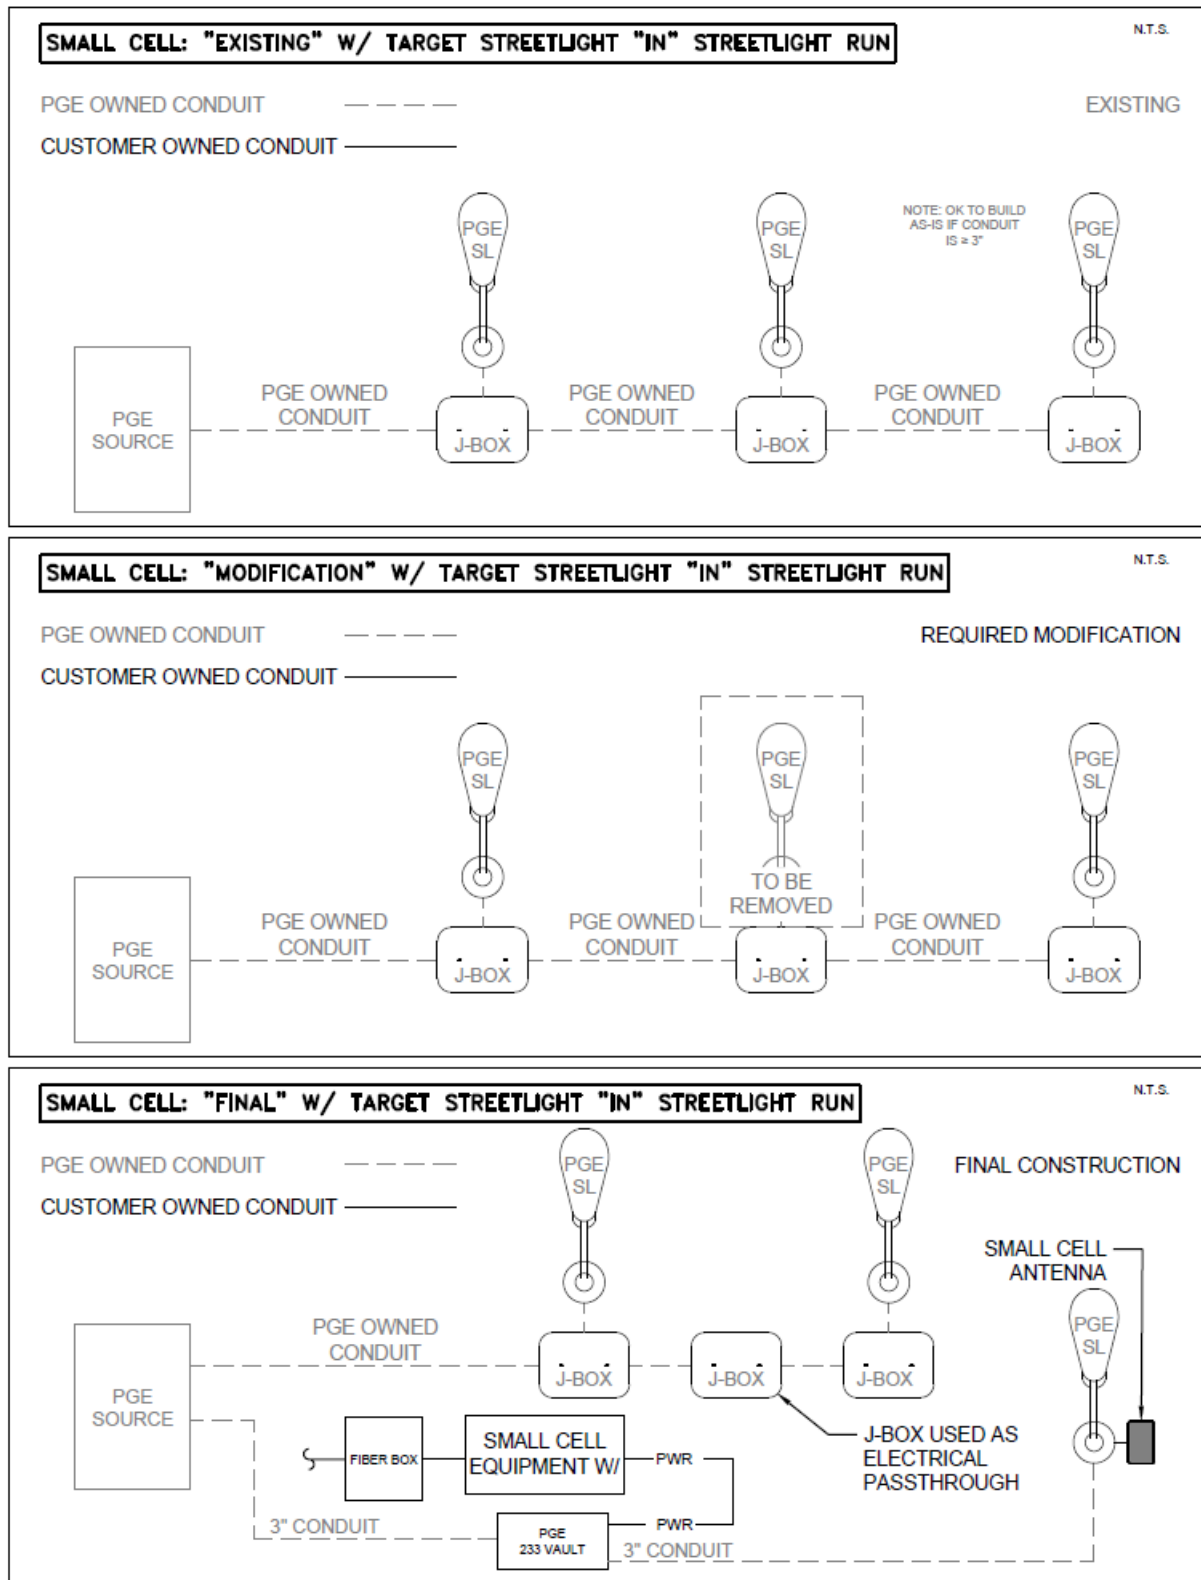 SMALL CELL: "EXISTING" W/ TARGET STREETLIGHT "IN" STREETLIGHT RUN
N.T.S.
PGE OWNED CONDUIT
EXISTING
CUSTOMER OWNED CONDUIT
PGE
SL
PGE
SL
NOTE: OK TO BUILD
AS-IS IF CONDUIT
IS ≥ 3"
PGE
SL
PGE
SOURCE
PGE OWNED
CONDUIT
J-BOX
PGE OWNED
CONDUIT
J-BOX
PGE OWNED
CONDUIT
J-BOX
SMALL CELL: "MODIFICATION" W/ TARGET STREETLIGHT "IN" STREETLIGHT RUN
N.T.S.
PGE OWNED CONDUIT
REQUIRED MODIFICATION
CUSTOMER OWNED CONDUIT
PGE
SL
PGE
SL
TO BE
REMOVED
PGE
SL
PGE
SOURCE
PGE OWNED
CONDUIT
J-BOX
PGE OWNED
CONDUIT
J-BOX
PGE OWNED
CONDUIT
J-BOX
SMALL CELL: "FINAL" W/ TARGET STREETLIGHT "IN" STREETLIGHT RUN
N.T.S.
PGE OWNED CONDUIT
FINAL CONSTRUCTION
CUSTOMER OWNED CONDUIT
PGE
SL
PGE
SL
SMALL CELL
ANTENNA
PGE
SL
PGE OWNED
CONDUIT
J-BOX
J-BOX
J-BOX
PGE
SOURCE
J-BOX USED AS
ELECTRICAL
PASSTHROUGH
FIBER BOX
SMALL CELL
EQUIPMENT W/
PWR
3" CONDUIT
PGE
233 VAULT
PWR
3" CONDUIT